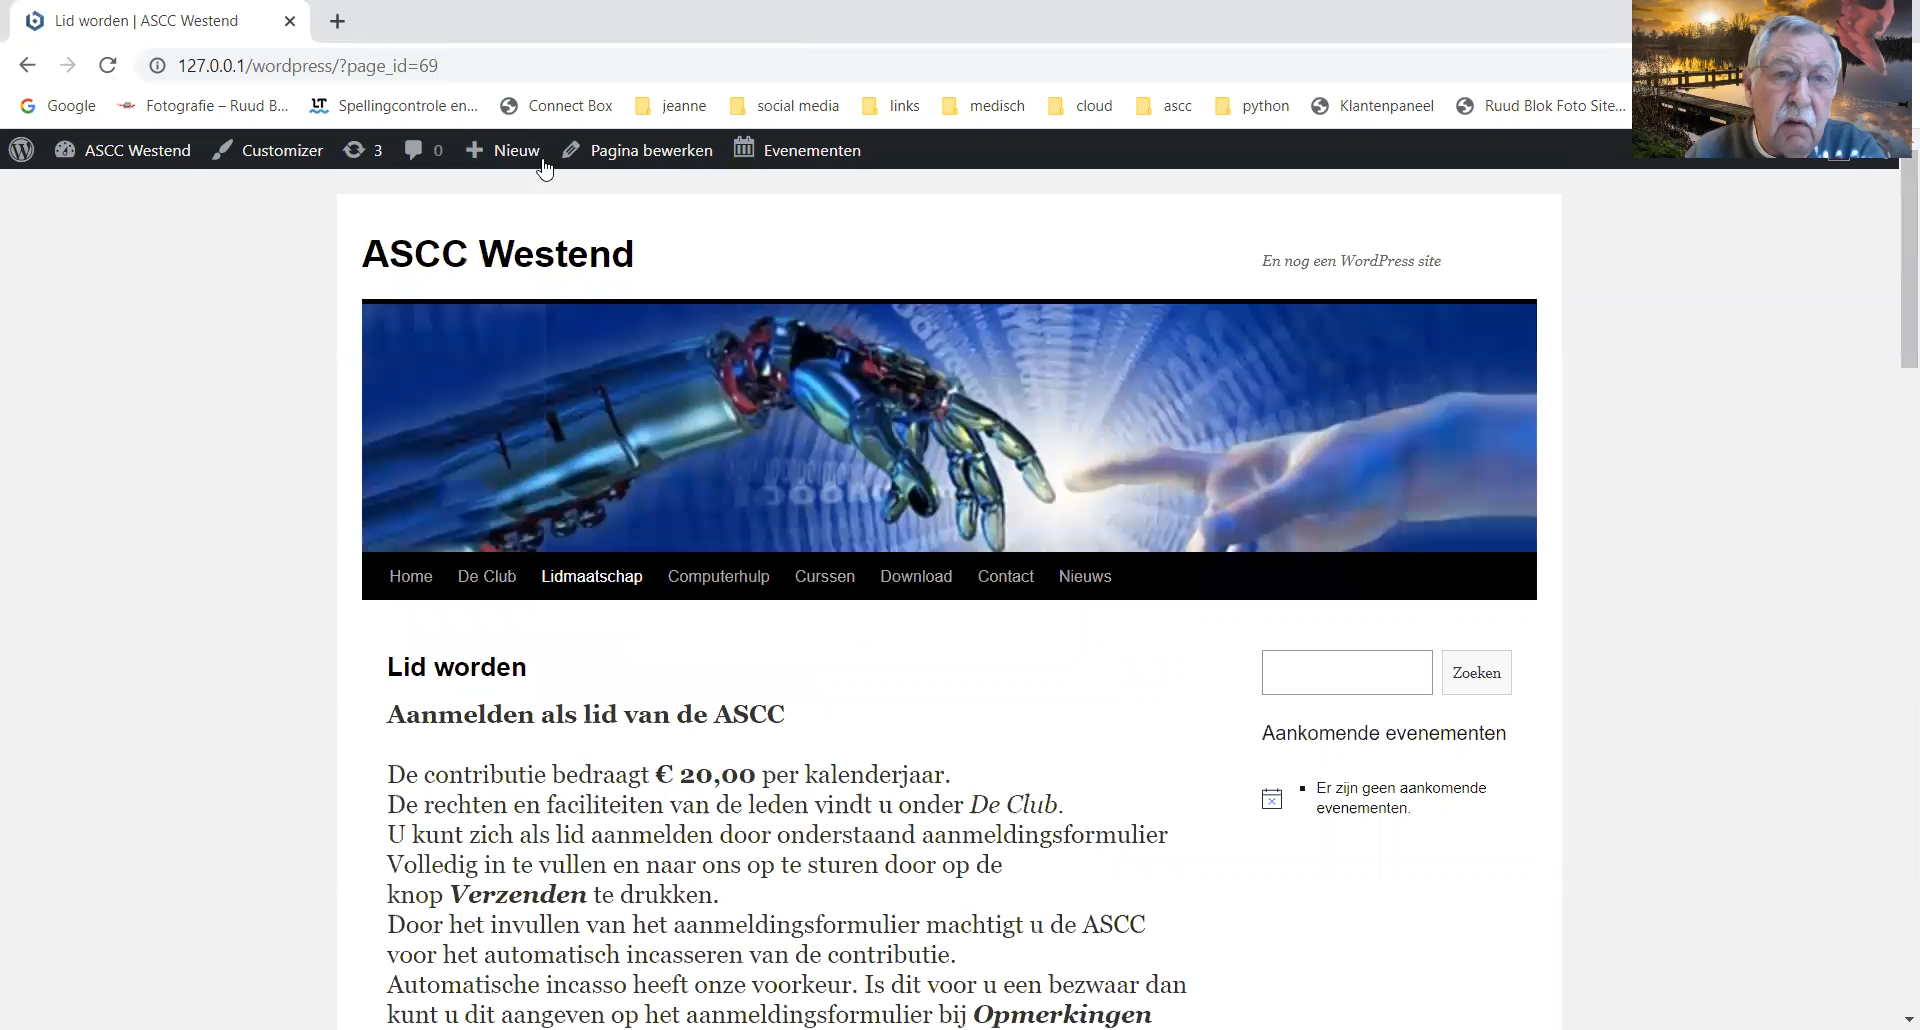 Lid worden | ASCC Westend
127.0.0.1/wordpress/?page_id=69
Google Fotografie – Ruud B... Spellingcontrole en... Connect Box jeanne social media links medisch cloud ascc python Klantenpaneel Ruud Blok Foto Site...
ASCC Westend Customizer 3 0 Nieuw Pagina bewerken Evenementen
ASCC Westend
En nog een WordPress site
Home De Club Lidmaatschap Computerhulp Curssen Download Contact Nieuws
Lid worden
Aanmelden als lid van de ASCC
De contributie bedraagt € 20,00 per kalenderjaar.
De rechten en faciliteiten van de leden vindt u onder De Club.
U kunt zich als lid aanmelden door onderstaand aanmeldingsformulier
Volledig in te vullen en naar ons op te sturen door op de
knop Verzenden te drukken.
Door het invullen van het aanmeldingsformulier machtigt u de ASCC
voor het automatisch incasseren van de contributie.
Automatische incasso heeft onze voorkeur. Is dit voor u een bezwaar dan
kunt u dit aangeven op het aanmeldingsformulier bij Opmerkingen
Zoeken
Aankomende evenementen
Er zijn geen aankomende
evenementen.